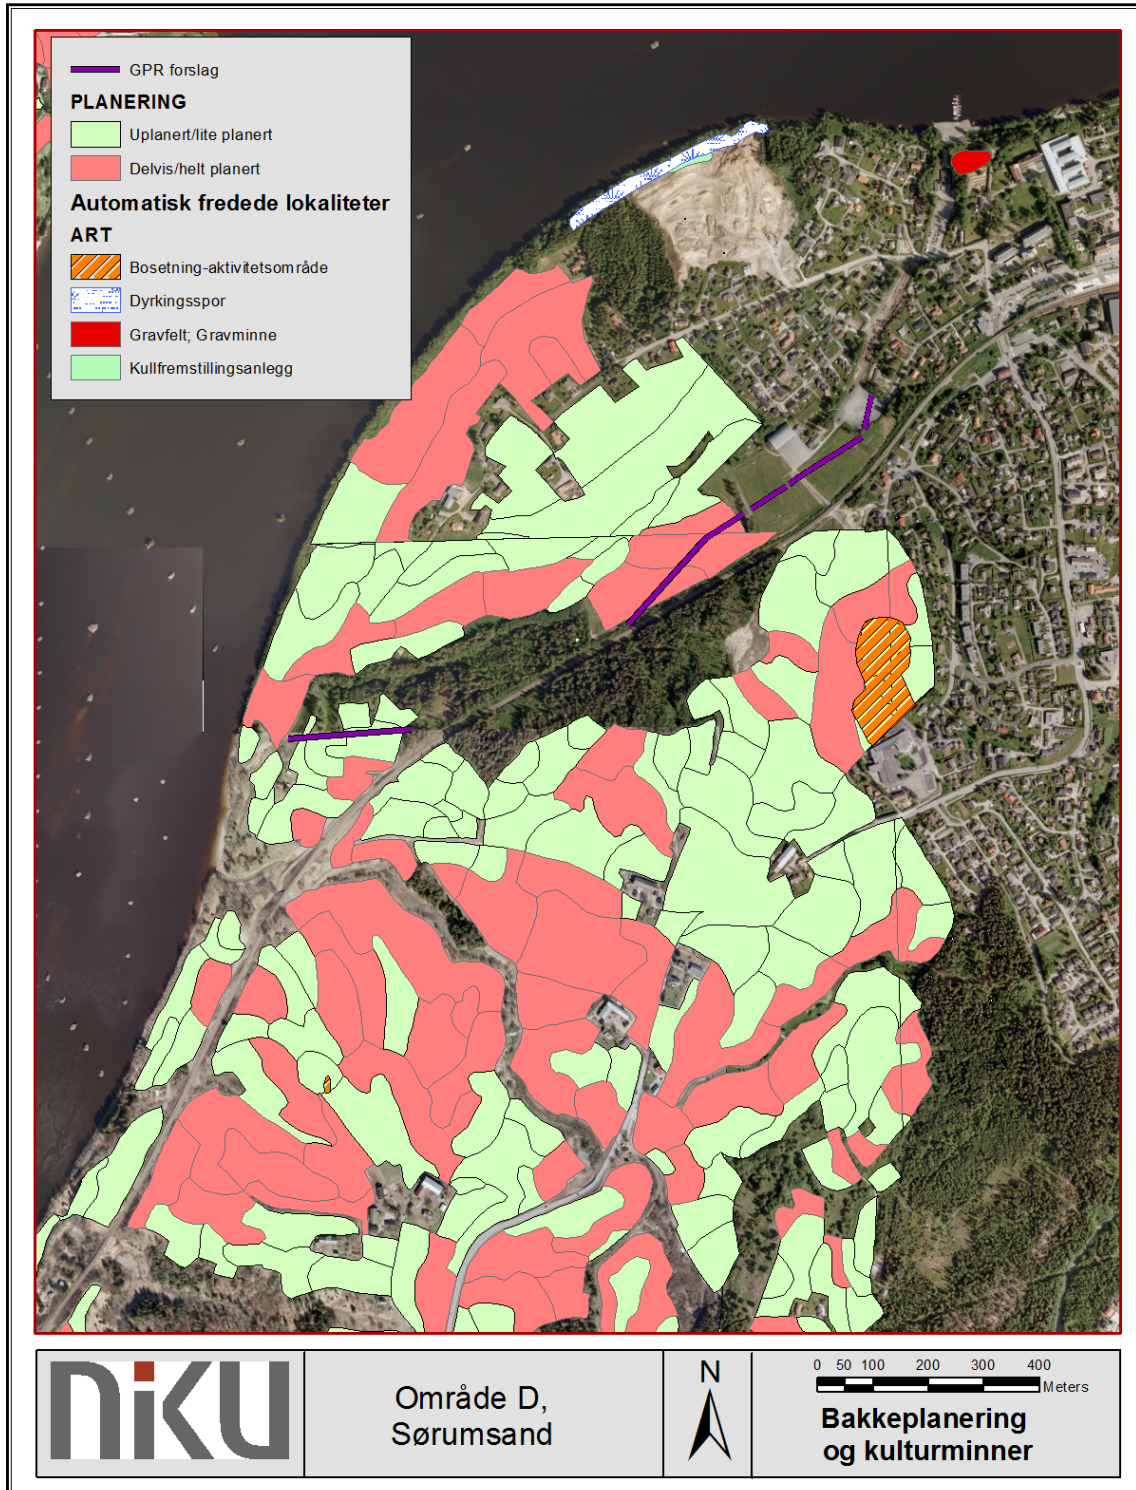 GPR forslag
PLANERING
Uplanert/lite planert
Delvis/helt planert
Automatisk fredede lokaliteter
ART
Bosetning-aktivitetsområde
Dyrkingsspor
Gravfelt; Gravminne
Kullfremstillingsanlegg
niku
Område D,
Sørumsand
N
0 50 100 200 300 400
Meters
Bakkeplanering
og kulturminner